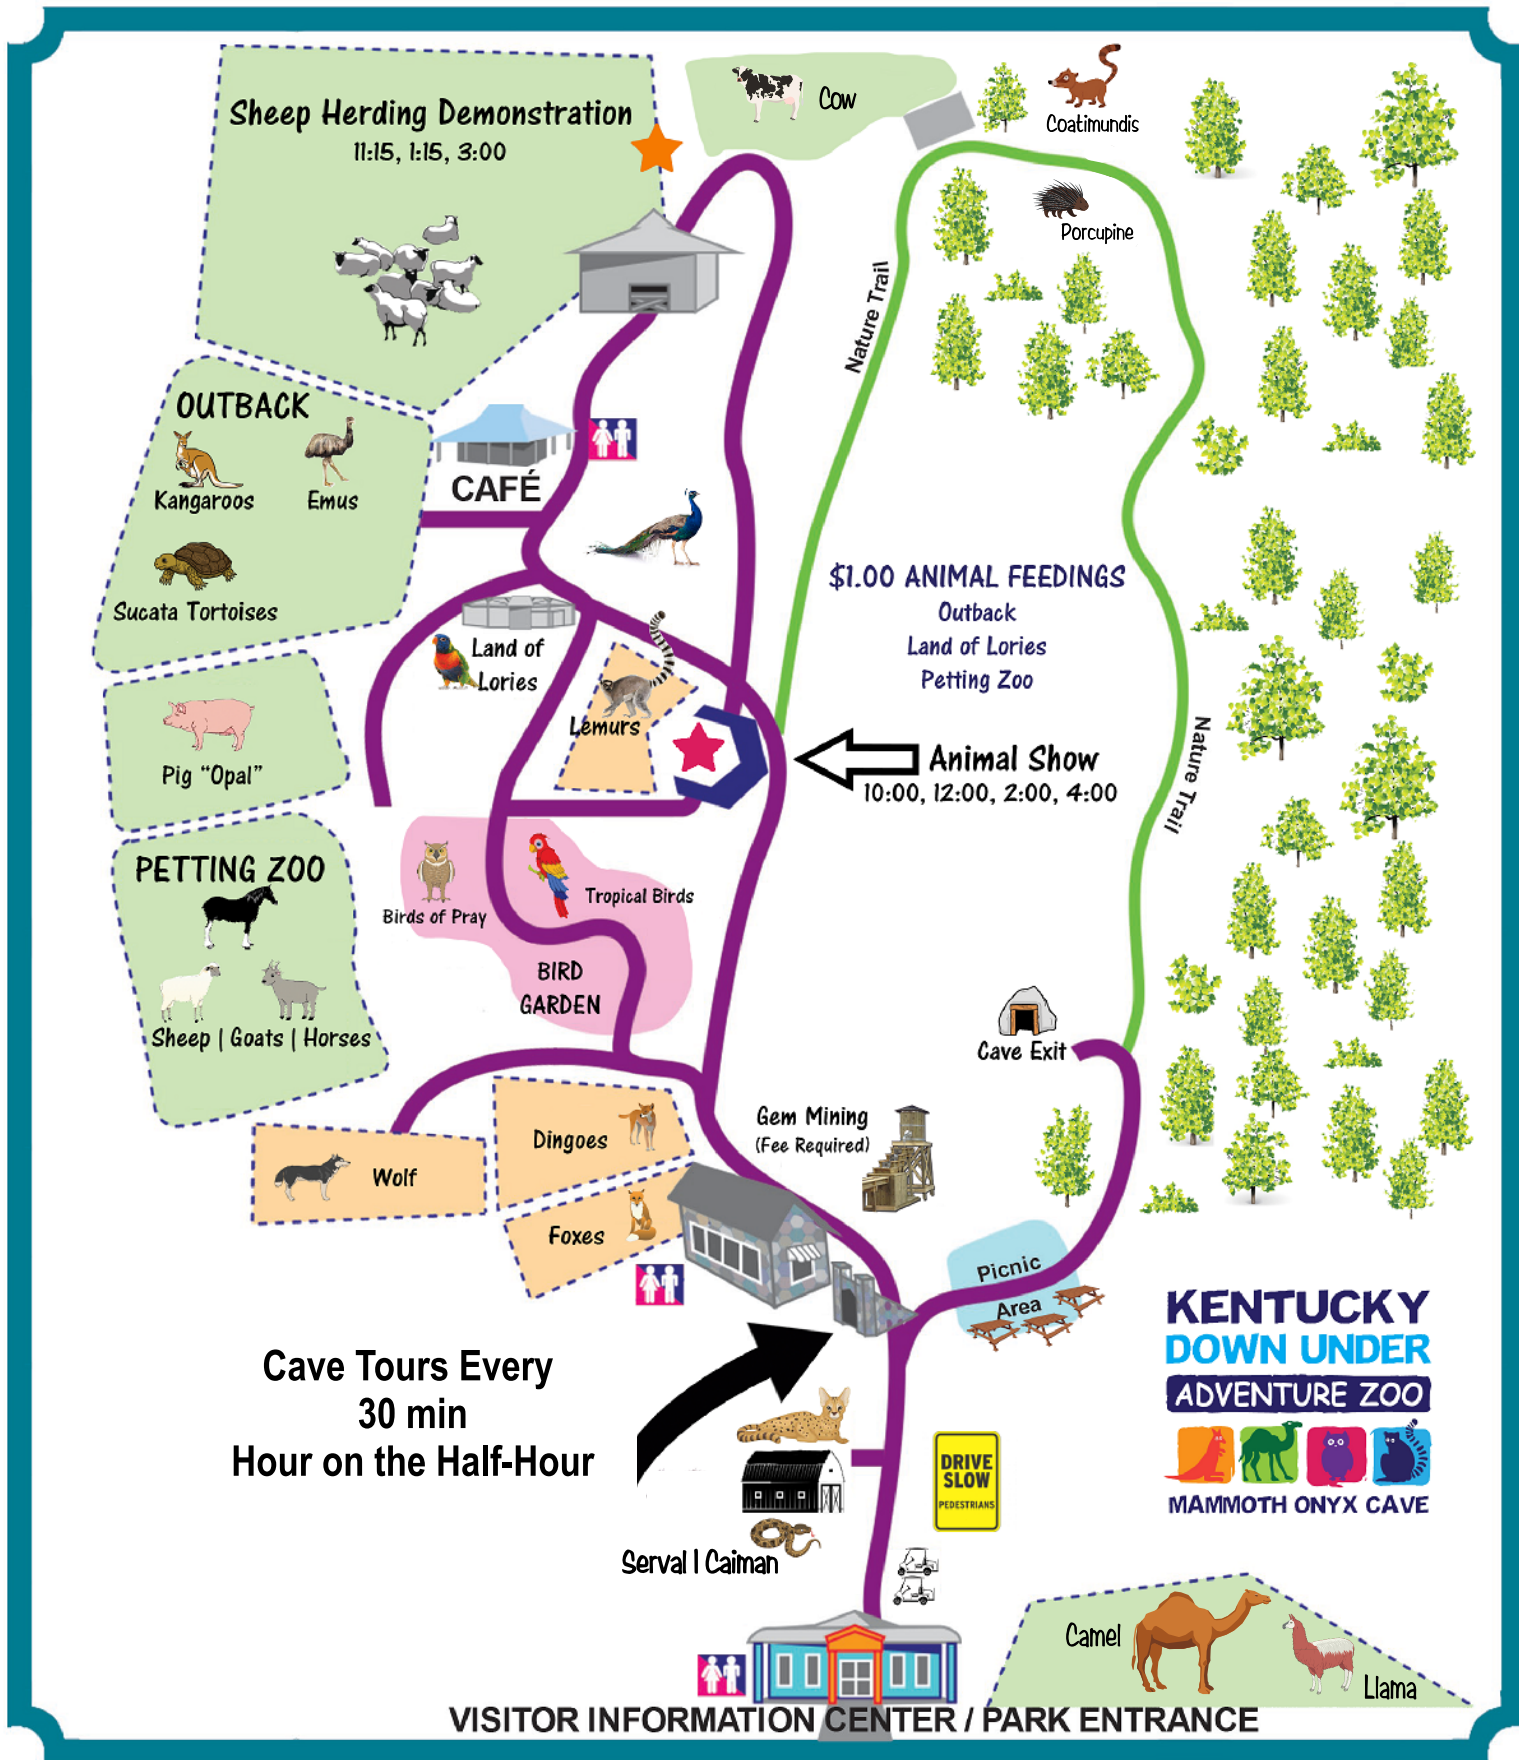 Sheep Herding Demonstration
11:15, 1:15, 3:00
Cow
Coatimundis
Porcupine
Nature Trail
OUTBACK
Kangaroos
Emus
CAFÉ
Sucata Tortoises
$1.00 ANIMAL FEEDINGS
Outback
Land of Lories
Petting Zoo
Land of
Lories
Lemurs
Pig “Opal”
Animal Show
10:00, 12:00, 2:00, 4:00
Nature Trail
PETTING ZOO
Sheep | Goats | Horses
Birds of Pray
Tropical Birds
BIRD
GARDEN
Cave Exit
Gem Mining
(Fee Required)
Dingoes
Wolf
Foxes
Picnic
Area
KENTUCKY
DOWN UNDER
ADVENTURE ZOO
MAMMOTH ONYX CAVE
Cave Tours Every
30 min
Hour on the Half-Hour
DRIVE
SLOW
PEDESTRIANS
Serval | Caiman
Camel
Llama
VISITOR INFORMATION CENTER / PARK ENTRANCE